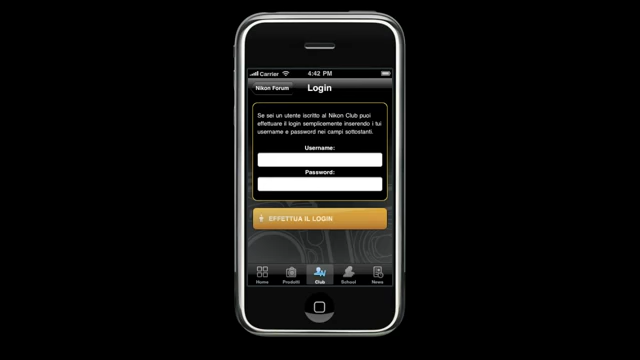 Carrier 4:42 PM
Nikon Forum Login
Se sei un utente iscritto al Nikon Club puoi
effettuare il login semplicemente inserendo i tui
username e password nei campi sottostanti.
Username:
Password:
EFFETTUA IL LOGIN
Home Prodotti Club School News